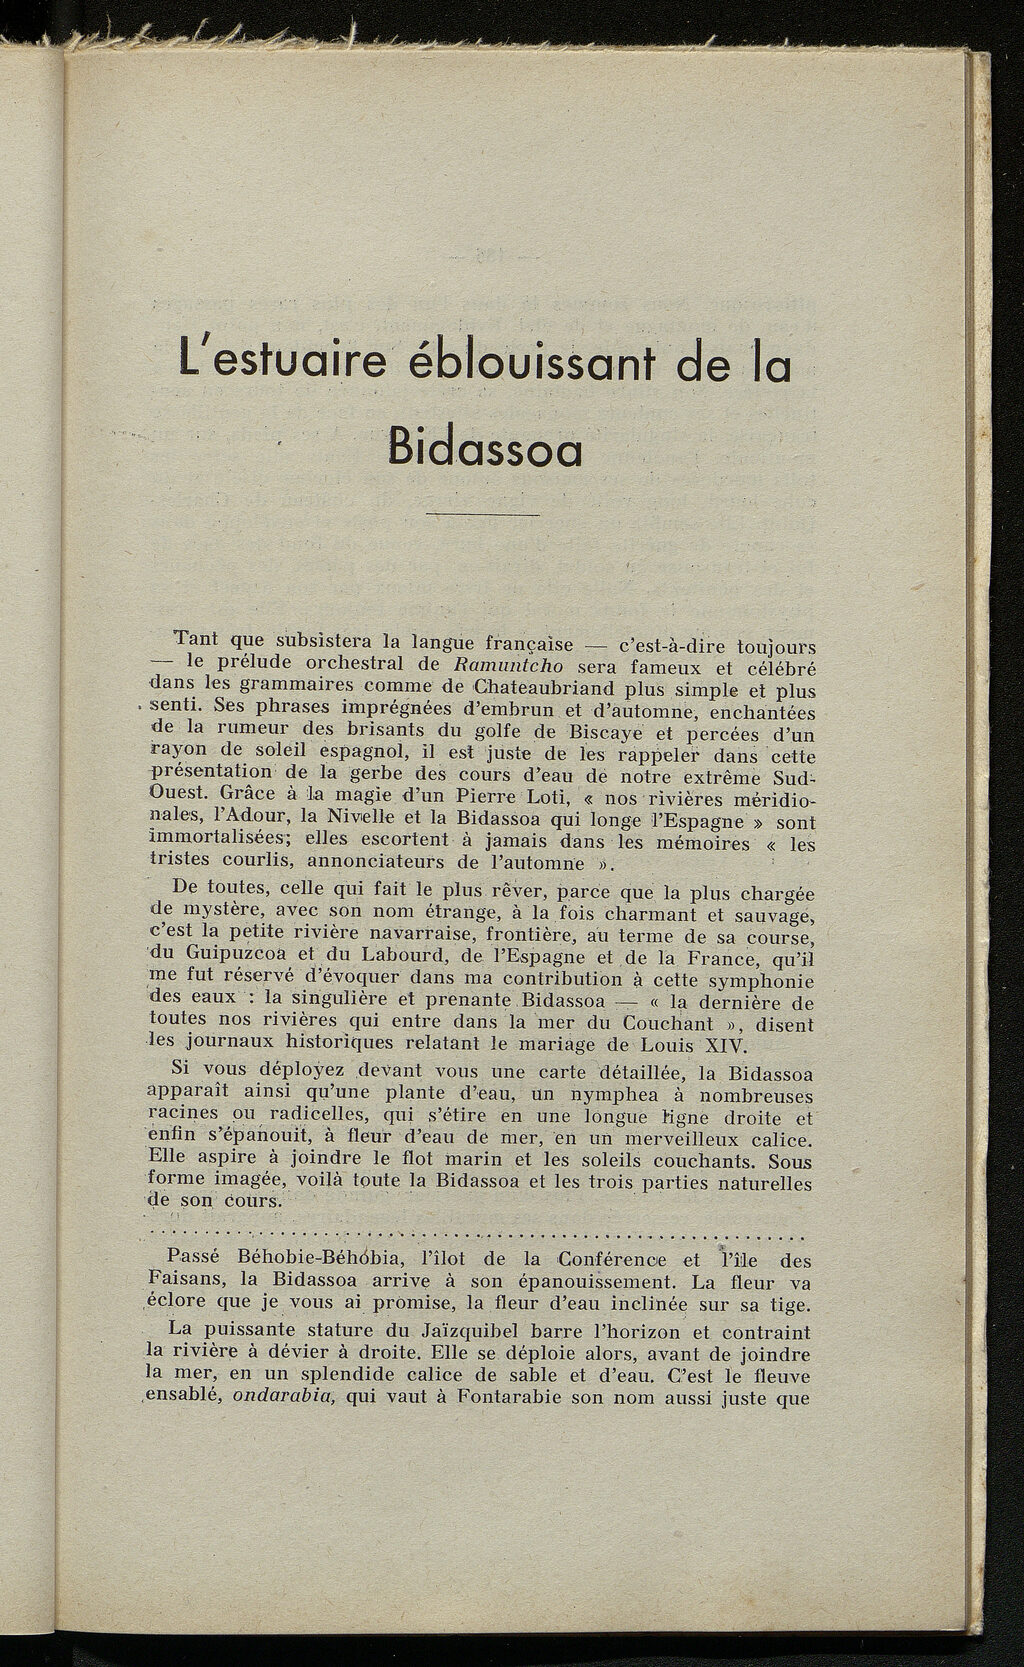 L'estuaire éblouissant de la
Bidassoa
Tant que subsistera la langue française — c'est-à-dire toujours
— le prélude orchestral de Ramuntcho sera fameux et célébré
dans les grammaires comme de Chateaubriand plus simple et plus
senti. Ses phrases imprégnées d'embrun et d'automne, enchantées
de la rumeur des brisants du golfe de Biscaye et percées d'un
rayon de soleil espagnol, il est juste de les rappeler dans cette
présentation de la gerbe des cours d'eau de notre extrême Sud-
Ouest. Grâce à la magie d'un Pierre Loti, « nos rivières méridio-
nales, l'Adour, la Nivelle et la Bidassoa qui longe l'Espagne » sont
immortalisées; elles escortent à jamais dans les mémoires « les
tristes courlis, annonciateurs de l'automne ».
De toutes, celle qui fait le plus rêver, parce que la plus chargée
de mystère, avec son nom étrange, à la fois charmant et sauvage,
c'est la petite rivière navarraise, frontière, au terme de sa course,
du Guipuzcoa et du Labourd, de l'Espagne et de la France, qu'il
me fut réservé d'évoquer dans ma contribution à cette symphonie
des eaux : la singulière et prenante Bidassoa — « la dernière de
toutes nos rivières qui entre dans la mer du Couchant », disent
les journaux historiques relatant le mariage de Louis XIV.
Si vous déployez devant vous une carte détaillée, la Bidassoa
apparaît ainsi qu'une plante d'eau, un nymphea à nombreuses
racines ou radicelles, qui s'étire en une longue ligne droite et
enfin s'épanouit, à fleur d'eau de mer, en un merveilleux calice.
Elle aspire à joindre le flot marin et les soleils couchants. Sous
forme imagée, voilà toute la Bidassoa et les trois parties naturelles
de son cours.
. . . . . . . . . . . . . . . . . . . . . . . . . . . . . . . . . . . . . . . .
Passé Béhobie-Béhobia, l'îlot de la Conférence et l'île des
Faisans, la Bidassoa arrive à son épanouissement. La fleur va
éclore que je vous ai promise, la fleur d'eau inclinée sur sa tige.
La puissante stature du Jaïzquibel barre l'horizon et contraint
la rivière à dévier à droite. Elle se déploie alors, avant de joindre
la mer, en un splendide calice de sable et d'eau. C'est le fleuve
ensablé, ondarabia, qui vaut à Fontarabie son nom aussi juste que